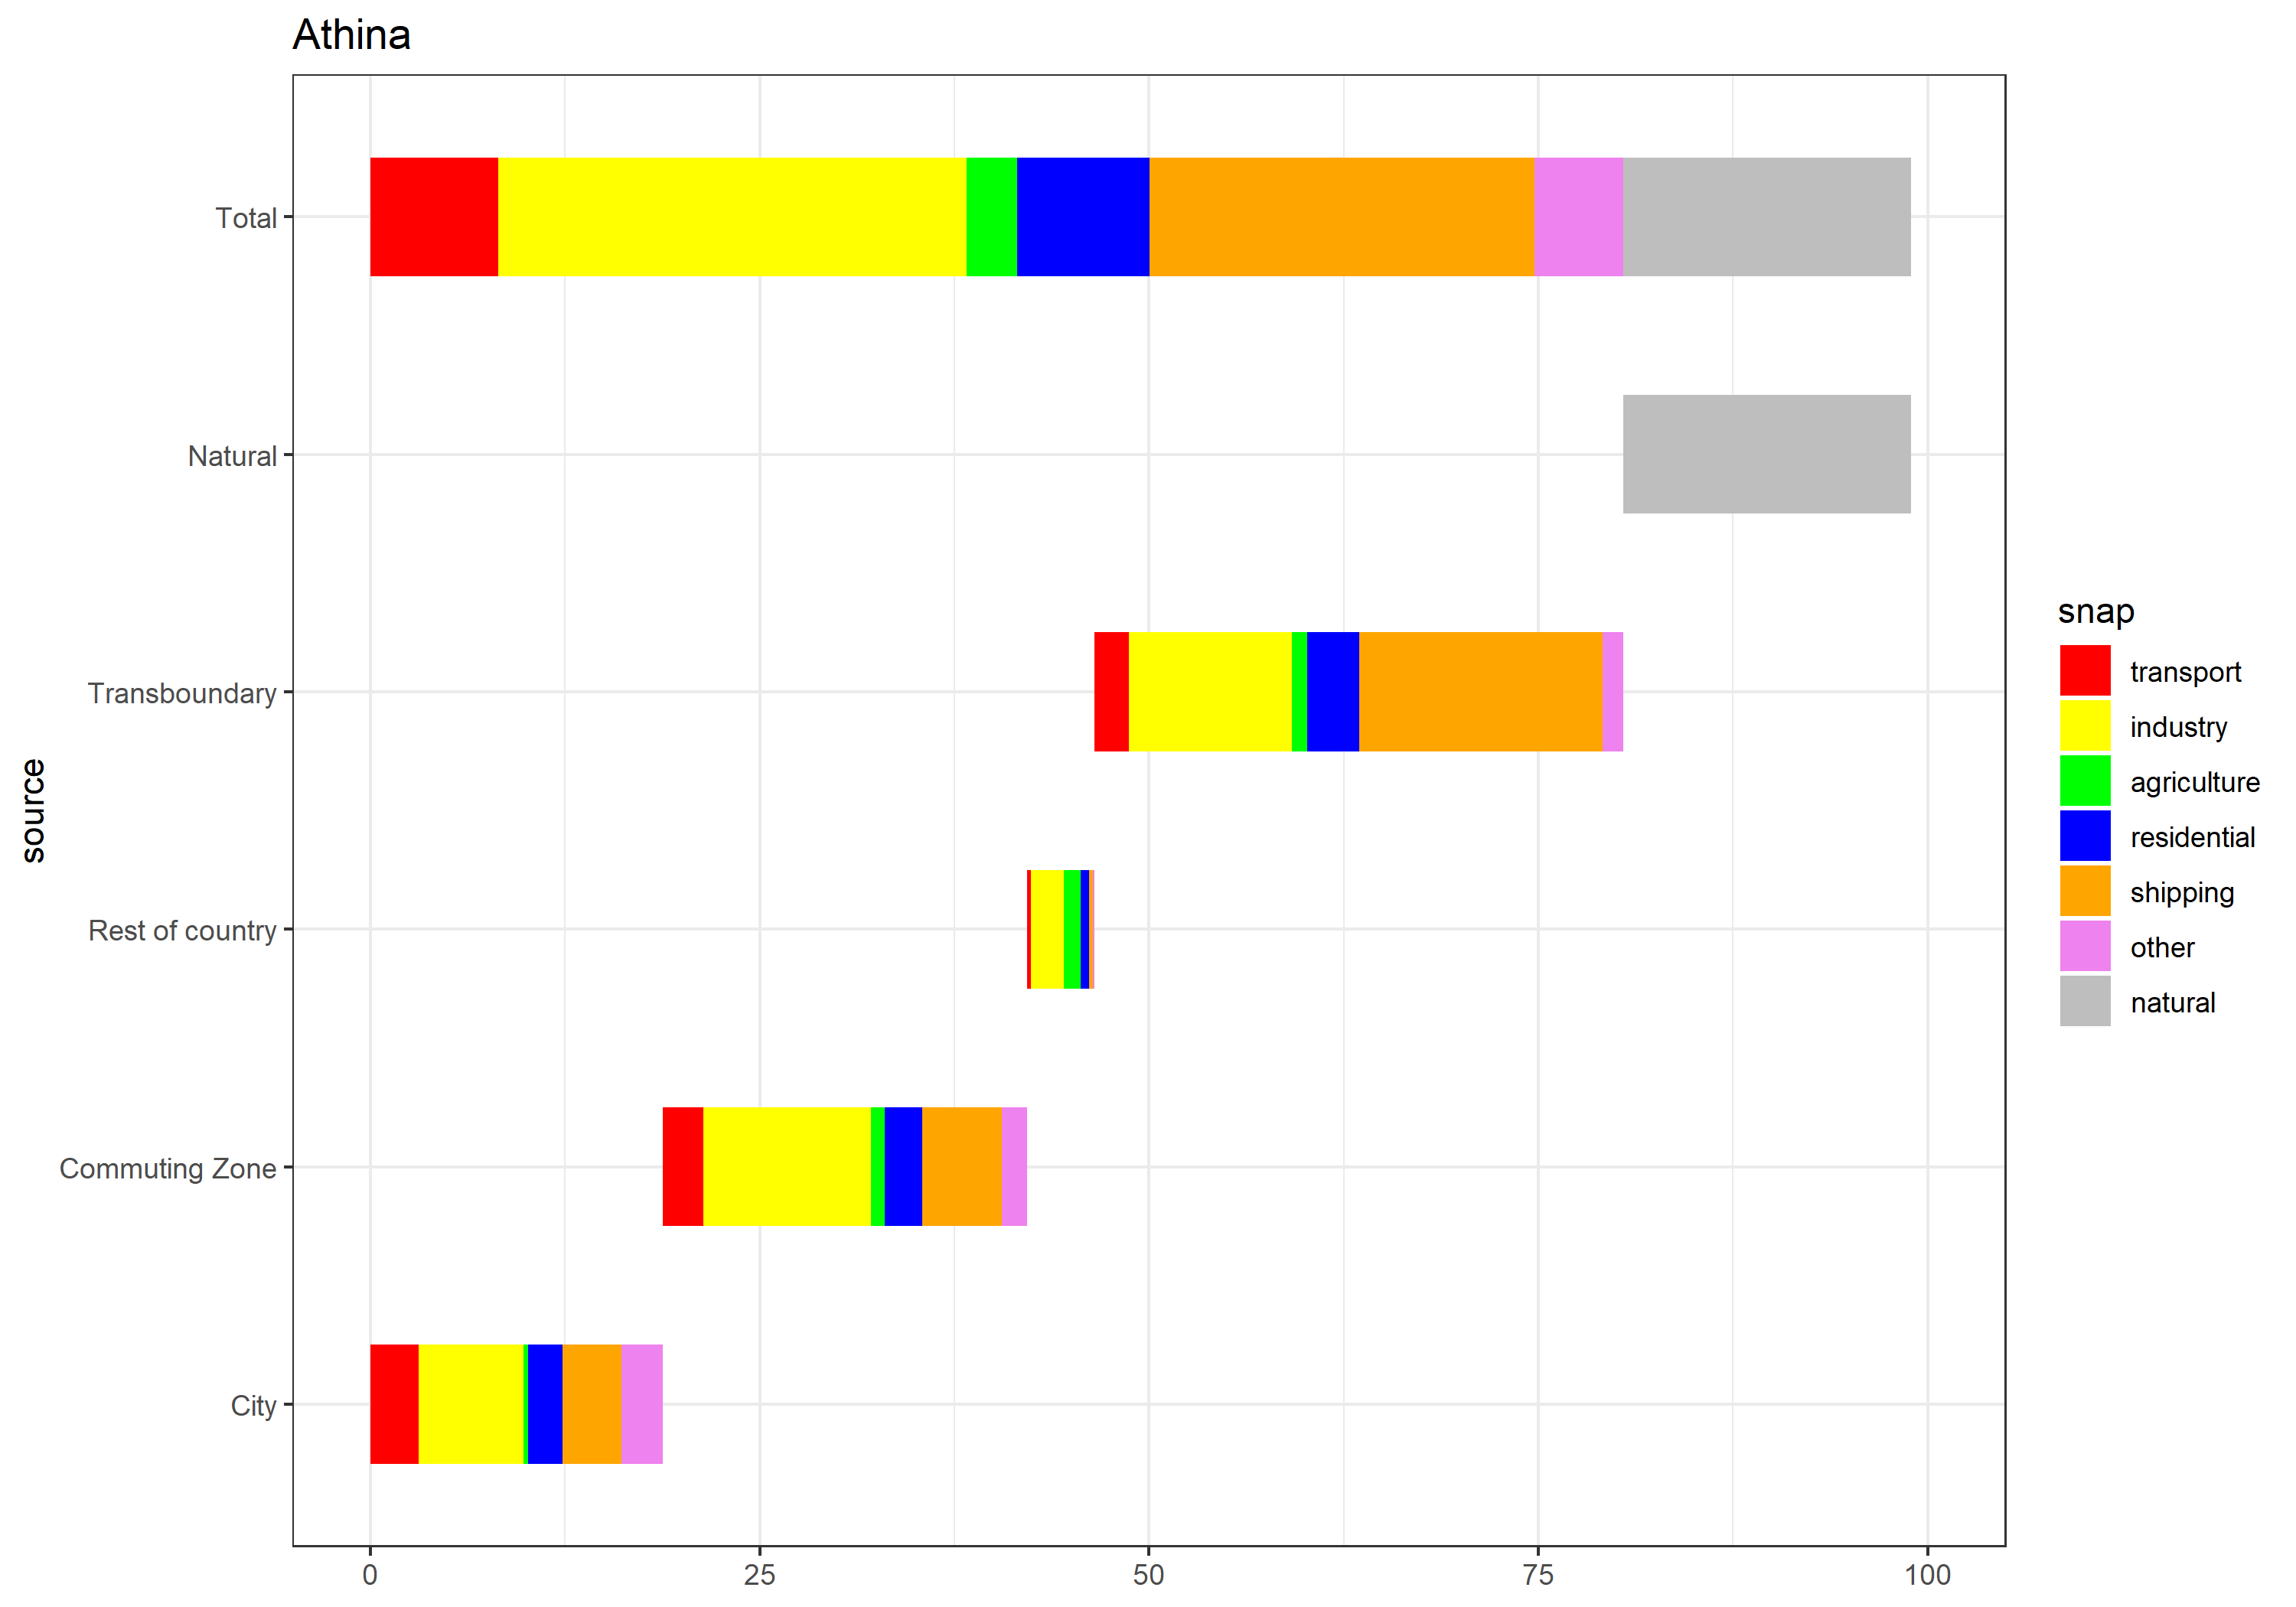 Athina
source
Total
Natural
Transboundary
Rest of country
Commuting Zone
City
0 25 50 75 100
snap
transport
industry
agriculture
residential
shipping
other
natural